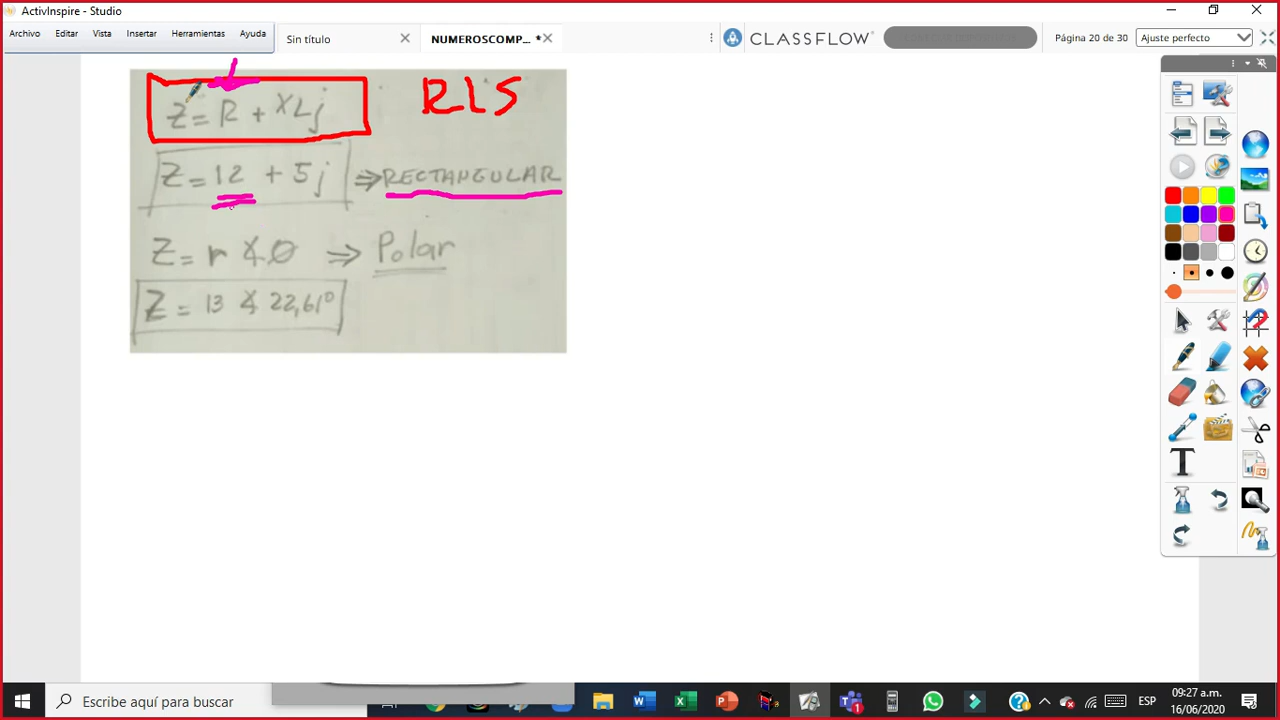 ActivInspire - Studio
Archivo Editar Vista Insertar Herramientas Ayuda
Sin título
NUMEROSCOMP... *
CLASSFLOW
Página 20 de 30
Ajuste perfecto
Z = R + XLj
RLS
Z = 12 + 5j ⇒ RECTANGULAR
Z = r ∡ θ ⇒ Polar
Z = 13 ∡ 22,61°
T
Escribe aquí para buscar
ESP
09:27 a.m.
16/06/2020